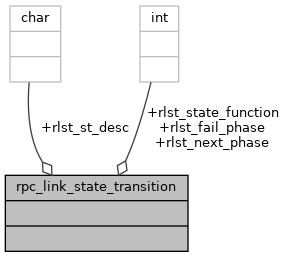 char
int
+rlst_st_desc
+rlst_state_function
+rlst_fail_phase
+rlst_next_phase
rpc_link_state_transition